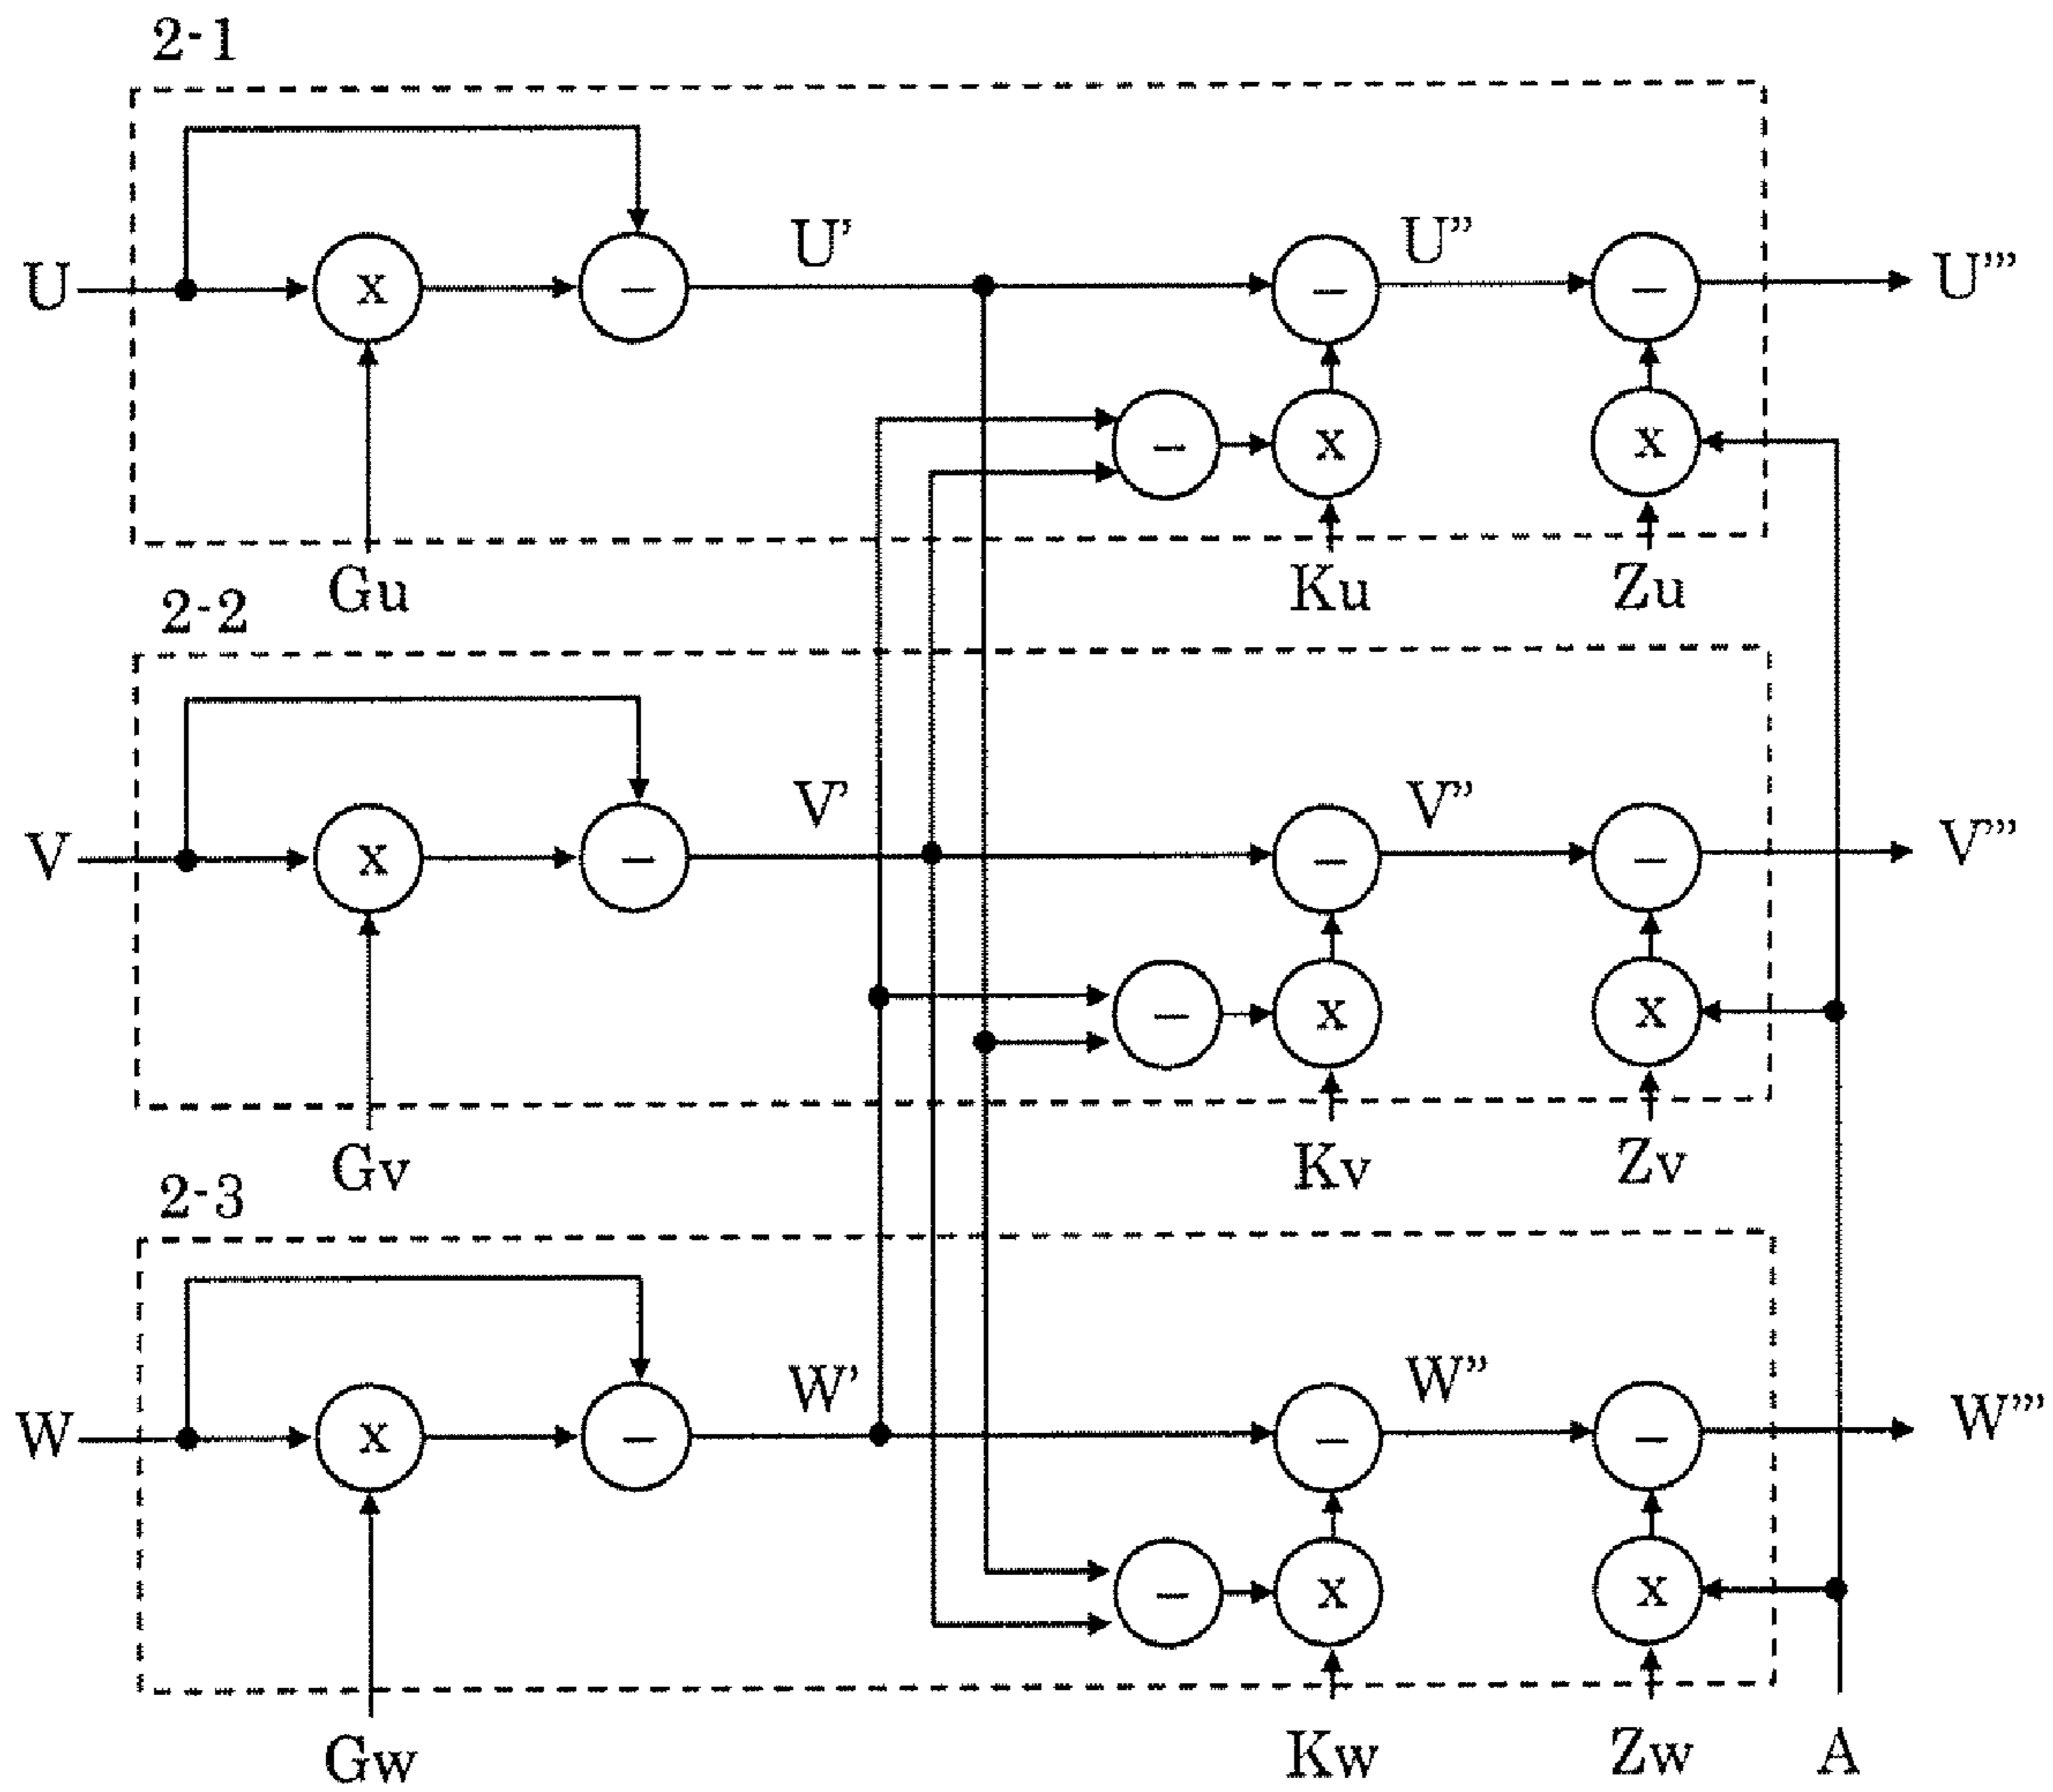 2-1
U' U”
U x – – – U”’
– x x
Gu Ku Zu
2-2
V' V”
V x – – – V”’
– x x
Gv Kv Zv
2-3
W' W”
W x – – – W”’
– x x
Gw Kw Zw A